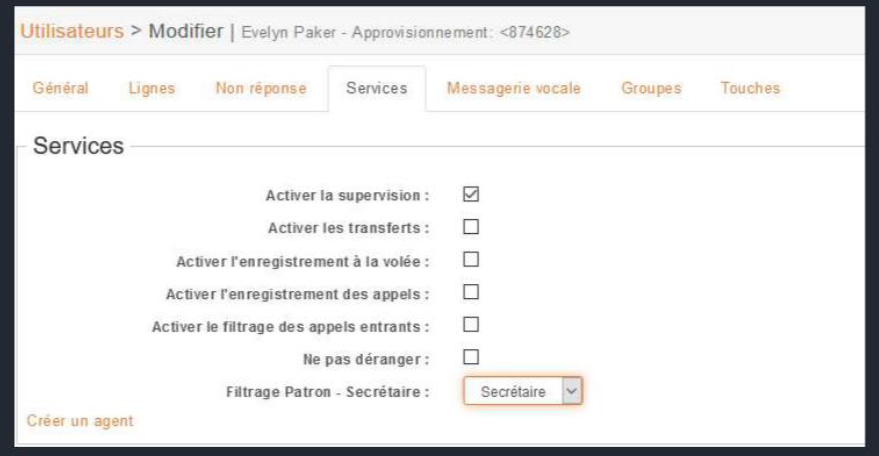 Utilisateurs > Modifier | Evelyn Paker - Approvisionnement: <874628>
Général Lignes Non réponse Services Messagerie vocale Groupes Touches
Services
Activer la supervision :
Activer les transferts :
Activer l'enregistrement à la volée :
Activer l'enregistrement des appels :
Activer le filtrage des appels entrants :
Ne pas déranger :
Filtrage Patron - Secrétaire : Secrétaire
Créer un agent